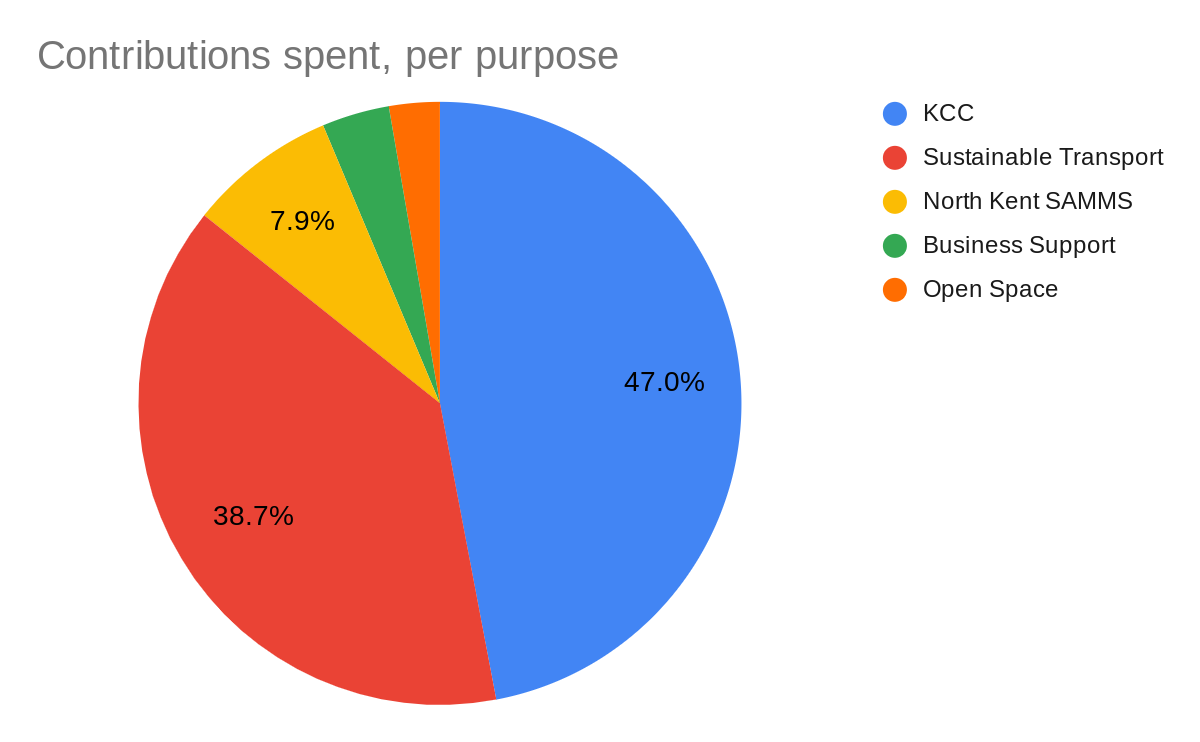 Contributions spent, per purpose
KCC
Sustainable Transport
North Kent SAMMS
Business Support
Open Space
7.9%
47.0%
38.7%